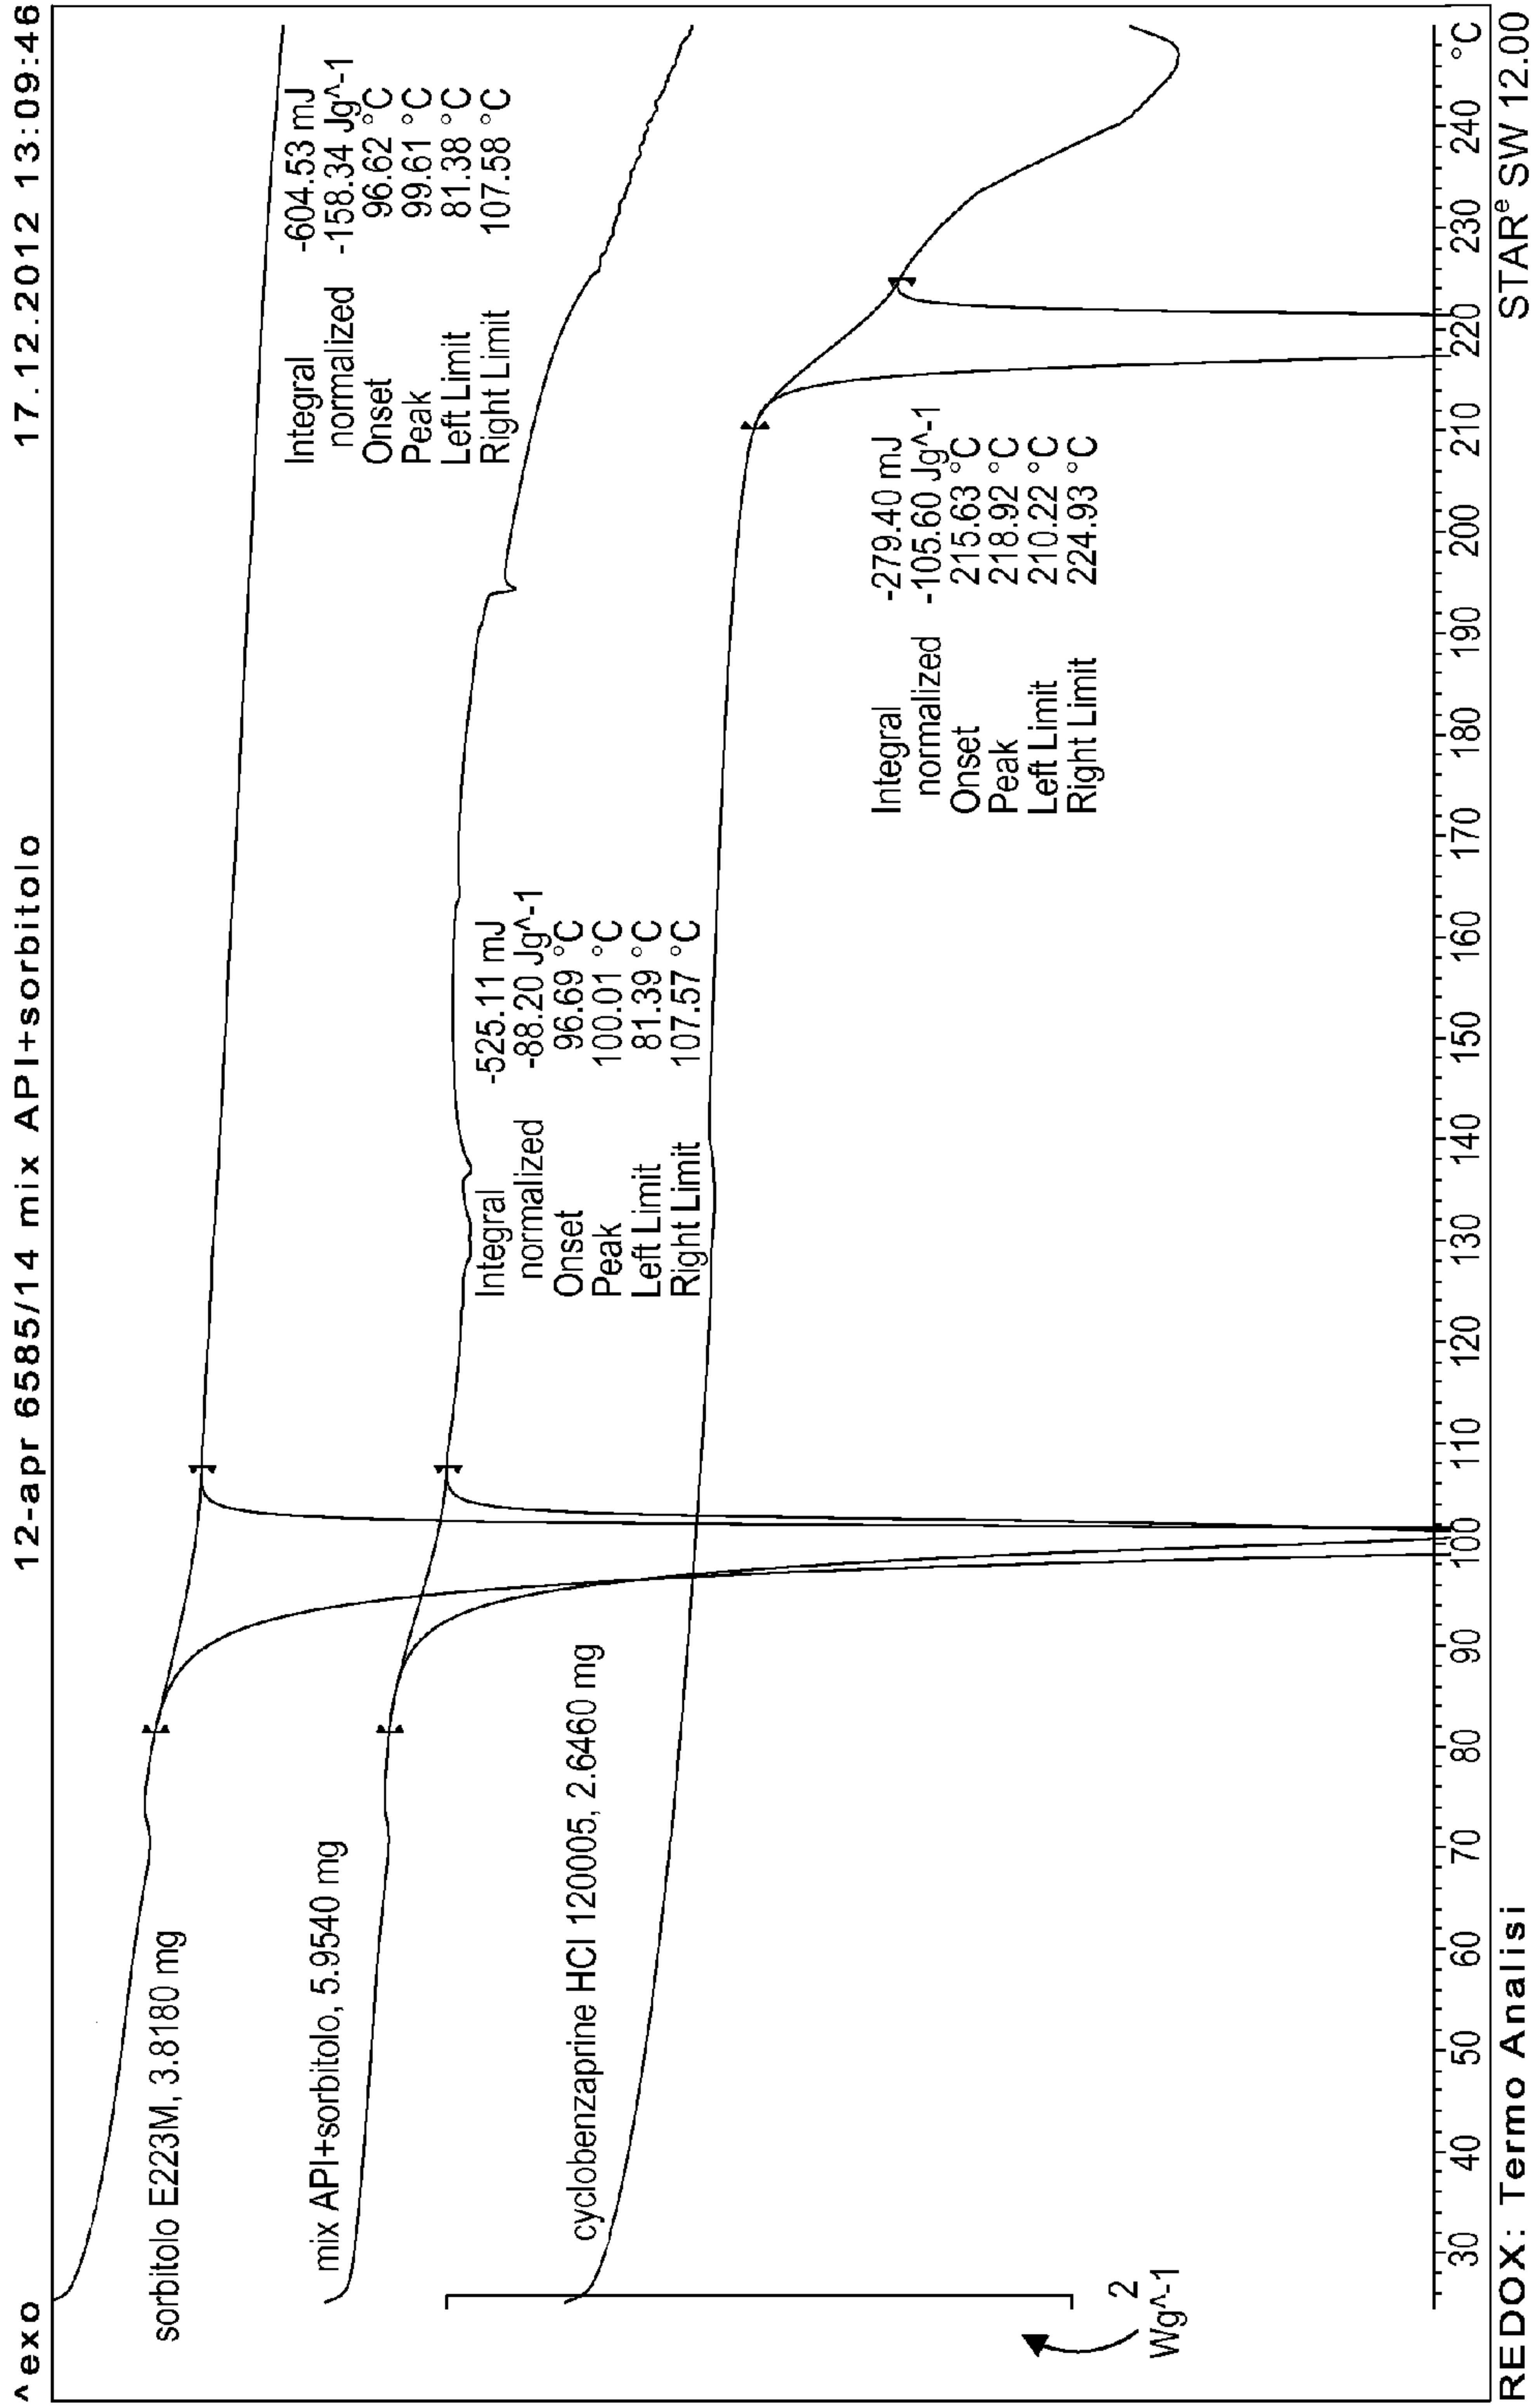 ^exo 12-apr 6585/14 mix API+sorbitolo 17.12.2012 13:09:46
sorbitolo E223M, 3.8180 mg
Integral -604.53 mJ
normalized -158.34 Jg^-1
Onset 96.62 °C
Peak 99.61 °C
Left Limit 81.38 °C
Right Limit 107.58 °C
mix API+sorbitolo, 5.9540 mg
Integral -525.11 mJ
normalized -88.20 Jg^-1
Onset 96.69 °C
Peak 100.01 °C
Left Limit 81.39 °C
Right Limit 107.57 °C
cyclobenzaprine HCl 12005, 2.6460 mg
Integral -279.40 mJ
normalized -105.60 Jg^-1
Onset 215.63 °C
Peak 218.92 °C
Left Limit 210.22 °C
Right Limit 224.93 °C
2
Wg^-1
30 40 50 60 70 80 90 100 110 120 130 140 150 160 170 180 190 200 210 220 230 240 °C
REDOX: Termo Analisi STARe SW 12.00